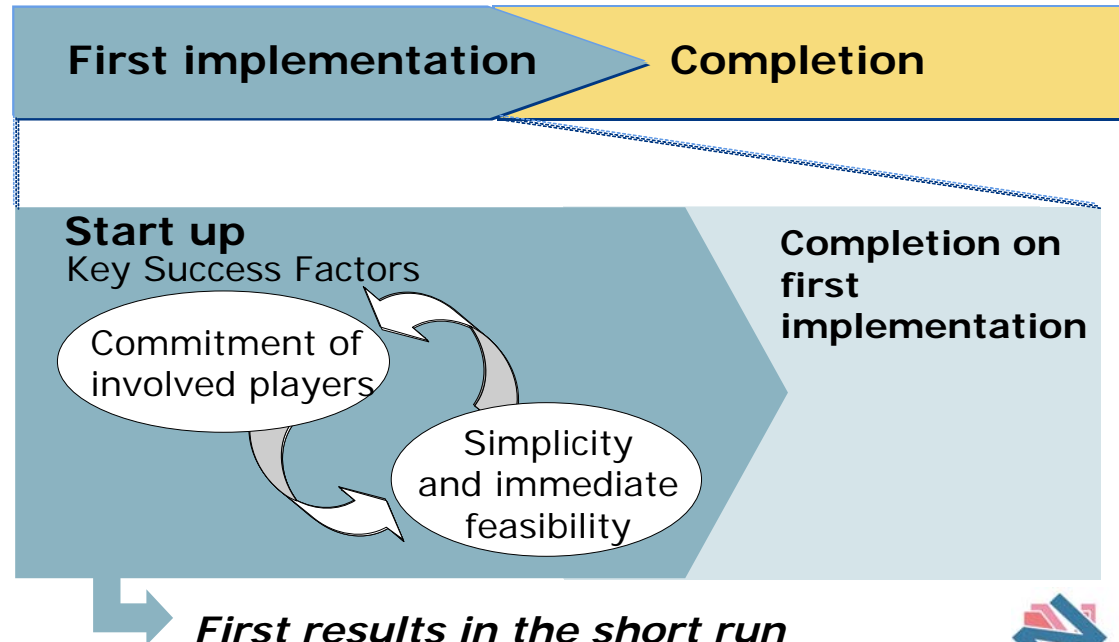 First implementation
Completion
Start up
Key Success Factors
Commitment of
involved players
Simplicity
and immediate
feasibility
Completion on
first
implementation
First results in the short run